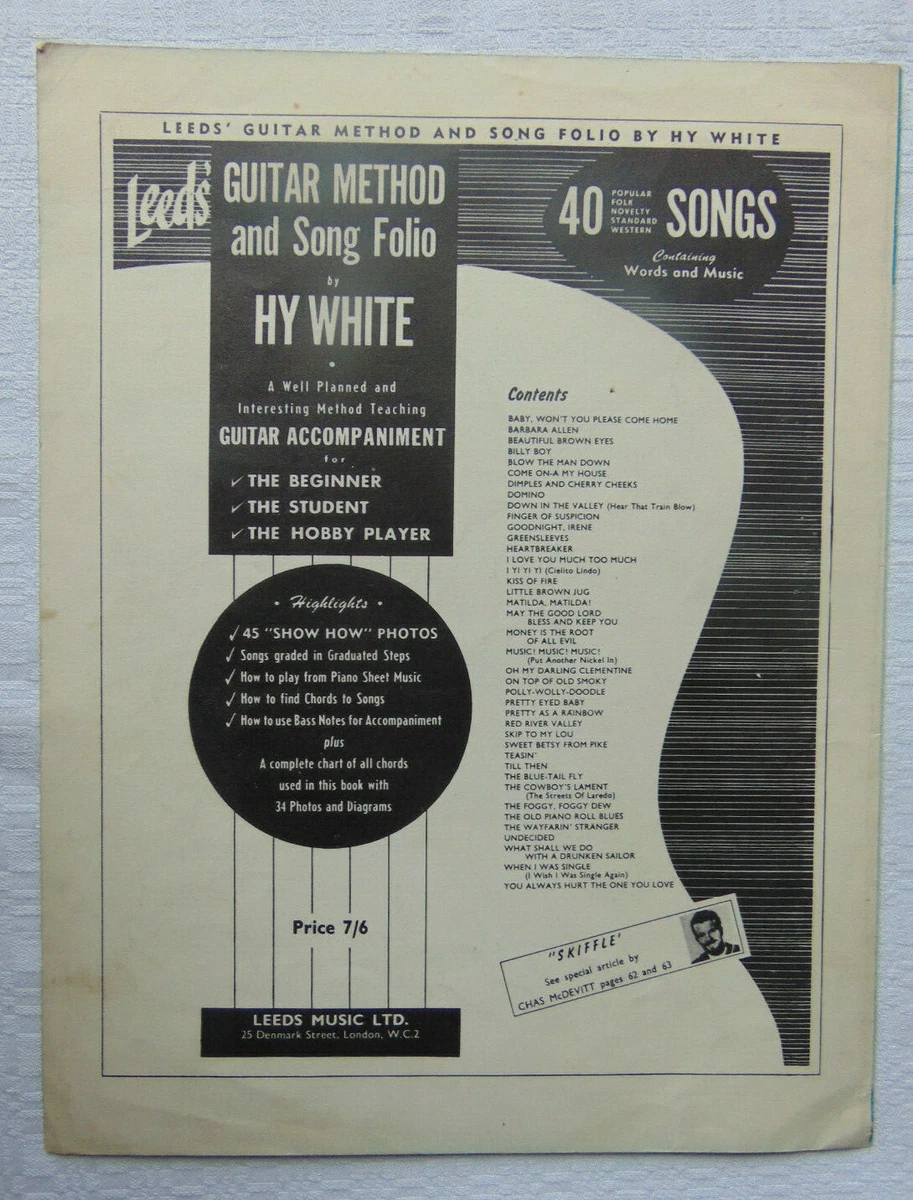 LEEDS' GUITAR METHOD AND SONG FOLIO BY HY WHITE
Leeds'
GUITAR METHOD
and Song Folio
by
HY WHITE
A Well Planned and
Interesting Method Teaching
GUITAR ACCOMPANIMENT
for
✓ THE BEGINNER
✓ THE STUDENT
✓ THE HOBBY PLAYER
40
POPULAR
FOLK
NOVELTY
STANDARD
WESTERN
SONGS
Containing
Words and Music
• Highlights •
✓ 45 "SHOW HOW" PHOTOS
✓ Songs graded in Graduated Steps
✓ How to play from Piano Sheet Music
✓ How to find Chords to Songs
✓ How to use Bass Notes for Accompaniment
plus
A complete chart of all chords
used in this book with
34 Photos and Diagrams
Price 7/6
LEEDS MUSIC LTD.
25 Denmark Street, London, W.C.2
Contents
BABY, WON'T YOU PLEASE COME HOME
BARBARA ALLEN
BEAUTIFUL BROWN EYES
BILLY BOY
BLOW THE MAN DOWN
COME ON-A MY HOUSE
DIMPLES AND CHERRY CHEEKS
DOMINO
DOWN IN THE VALLEY (Hear That Train Blow)
FINGER OF SUSPICION
GOODNIGHT, IRENE
GREENSLEEVES
HEARTBREAKER
I LOVE YOU MUCH TOO MUCH
I YI YI YI (Cielito Lindo)
KISS OF FIRE
LITTLE BROWN JUG
MATILDA, MATILDA!
MAY THE GOOD LORD
BLESS AND KEEP YOU
MONEY IS THE ROOT
OF ALL EVIL
MUSIC! MUSIC! MUSIC!
(Put Another Nickel In)
OH MY DARLING CLEMENTINE
ON TOP OF OLD SMOKY
POLLY-WOLLY-DOODLE
PRETTY EYED BABY
PRETTY AS A RAINBOW
RED RIVER VALLEY
SKIP TO MY LOU
SWEET BETSY FROM PIKE
TEASIN'
TILL THEN
THE BLUE-TAIL FLY
THE COWBOY'S LAMENT
(The Streets Of Laredo)
THE FOGGY, FOGGY DEW
THE OLD PIANO ROLL BLUES
THE WAYFARIN' STRANGER
UNDECIDED
WHAT SHALL WE DO
WITH A DRUNKEN SAILOR
WHEN I WAS SINGLE
(I Wish I Was Single Again)
YOU ALWAYS HURT THE ONE YOU LOVE
"SKIFFLE'
See special article by
CHAS McDEVITT pages 62 and 63